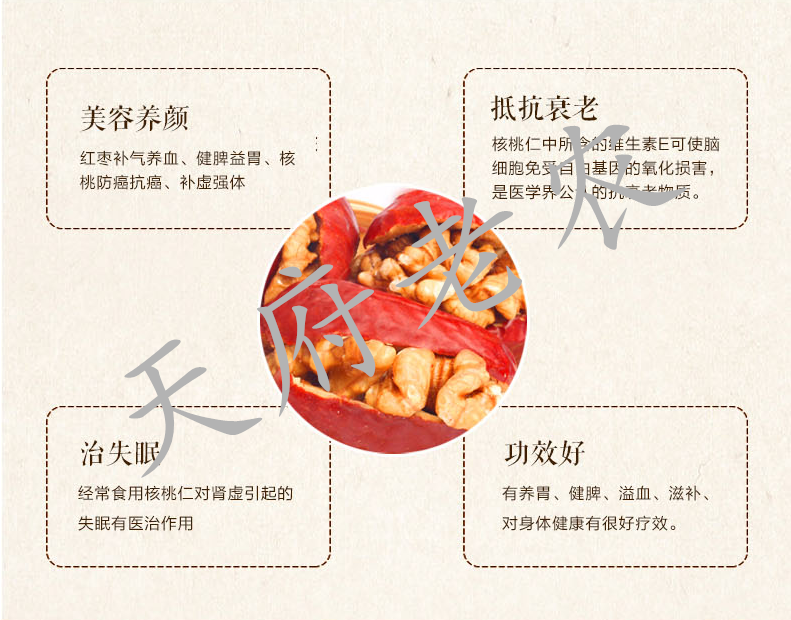 美容养颜
红枣补气养血、健脾益胃、核
桃防癌抗癌、补虚强体
抵抗衰老
核桃仁中所含的维生素E可使脑
细胞免受自由基因的氧化损害，
是医学界公认的抗衰老物质。
天府老农
治失眠
经常食用核桃仁对肾虚引起的
失眠有医治作用
功效好
有养胃、健脾、溢血、滋补、
对身体健康有很好疗效。